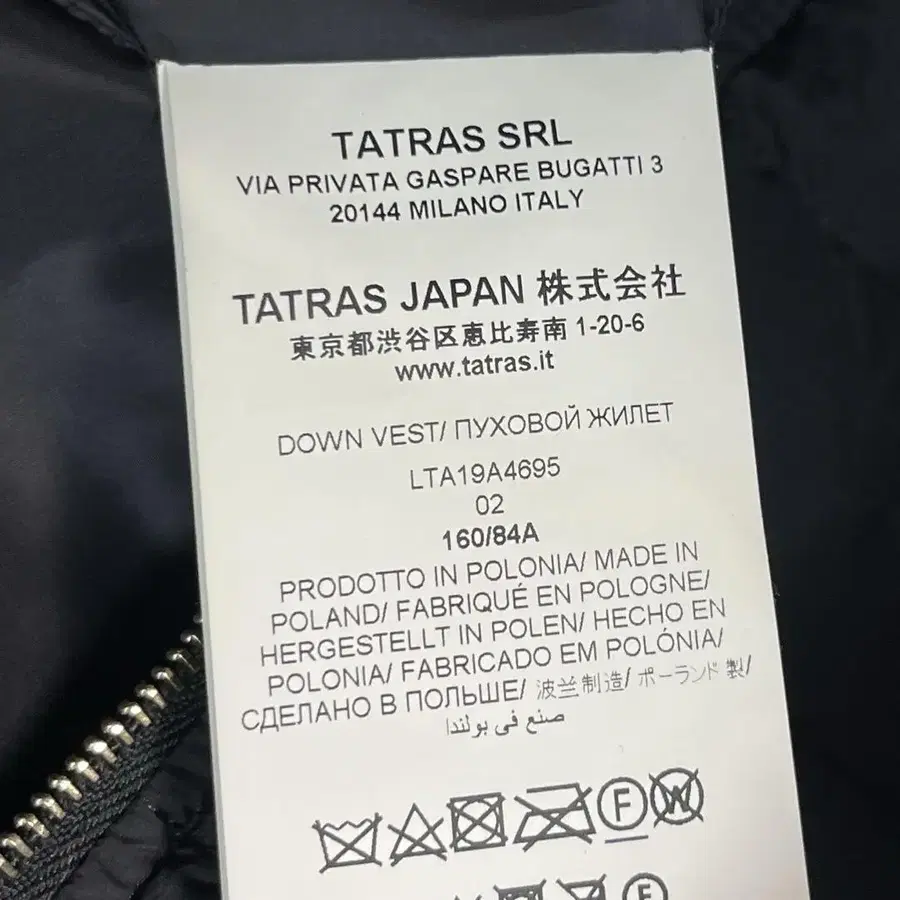 TATRAS SRL
VIA PRIVATA GASPARE BUGATTI 3
20144 MILANO ITALY
TATRAS JAPAN 株式会社
東京都渋谷区恵比寿南 1-20-6
www.tatras.it
DOWN VEST/ ПУХОВОЙ ЖИЛЕТ
LTA19A4695
02
160/84A
PRODOTTO IN POLONIA/ MADE IN
POLAND/ FABRIQUÉ EN POLOGNE/
HERGESTELLT IN POLEN/ HECHO EN
POLONIA/ FABRICADO EM POLÓNIA/
СДЕЛАНО В ПОЛЬШЕ/ 波兰制造/ ポーランド 製/
صنع في بولندا
F W
F